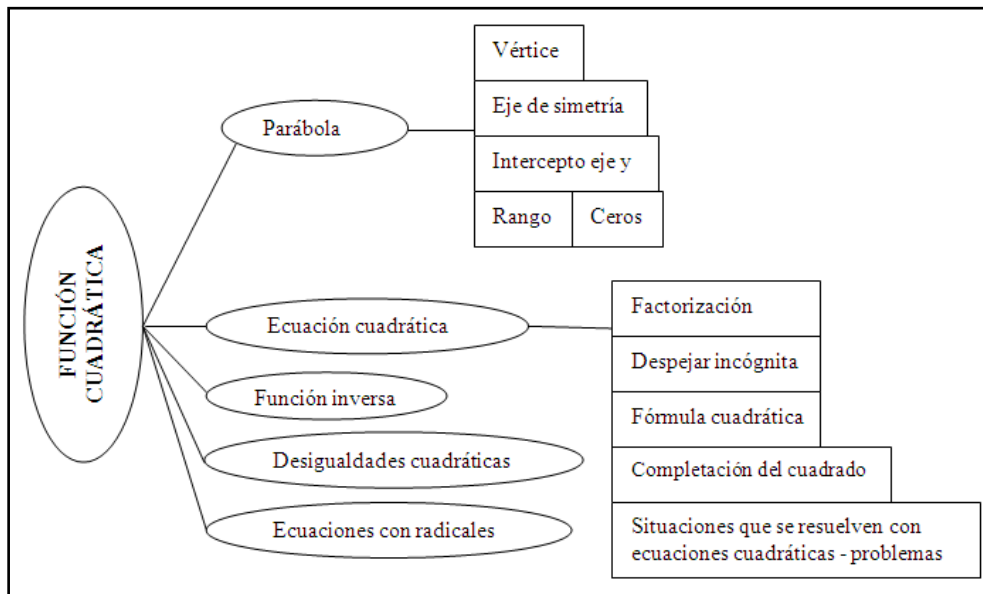 FUNCIÓN
CUADRÁTICA
Parábola
Vértice
Eje de simetría
Intercepto eje y
Rango
Ceros
Ecuación cuadrática
Factorización
Despejar incógnita
Fórmula cuadrática
Completación del cuadrado
Situaciones que se resuelven con
ecuaciones cuadráticas - problemas
Función inversa
Desigualdades cuadráticas
Ecuaciones con radicales